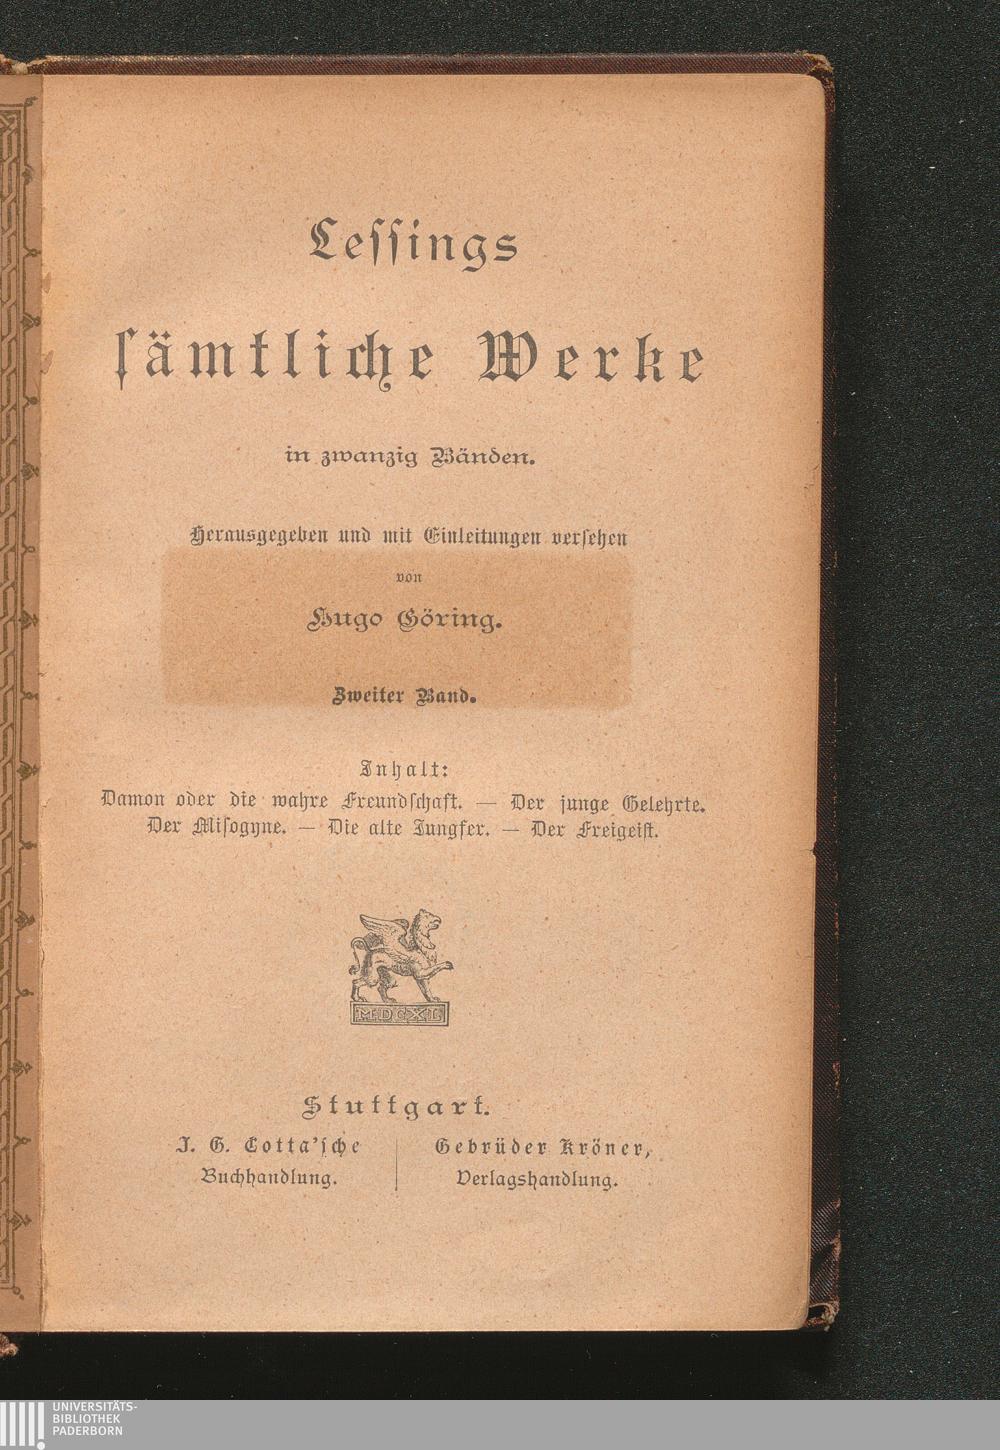 Leſſings
ſämtliche Werke
in zwanzig Bänden.
Herausgegeben und mit Einleitungen verſehen
von
Hugo Göring.
Zweiter Band.
Inhalt:
Damon oder die wahre Freundſchaft. — Der junge Gelehrte.
Der Miſogyne. — Die alte Jungfer. — Der Freigeiſt.
MDCXL
Stuttgart.
J. G. Cotta'ſche
Buchhandlung.
Gebrüder Kröner,
Verlagshandlung.
UNIVERSITÄTS-
BIBLIOTHEK
PADERBORN